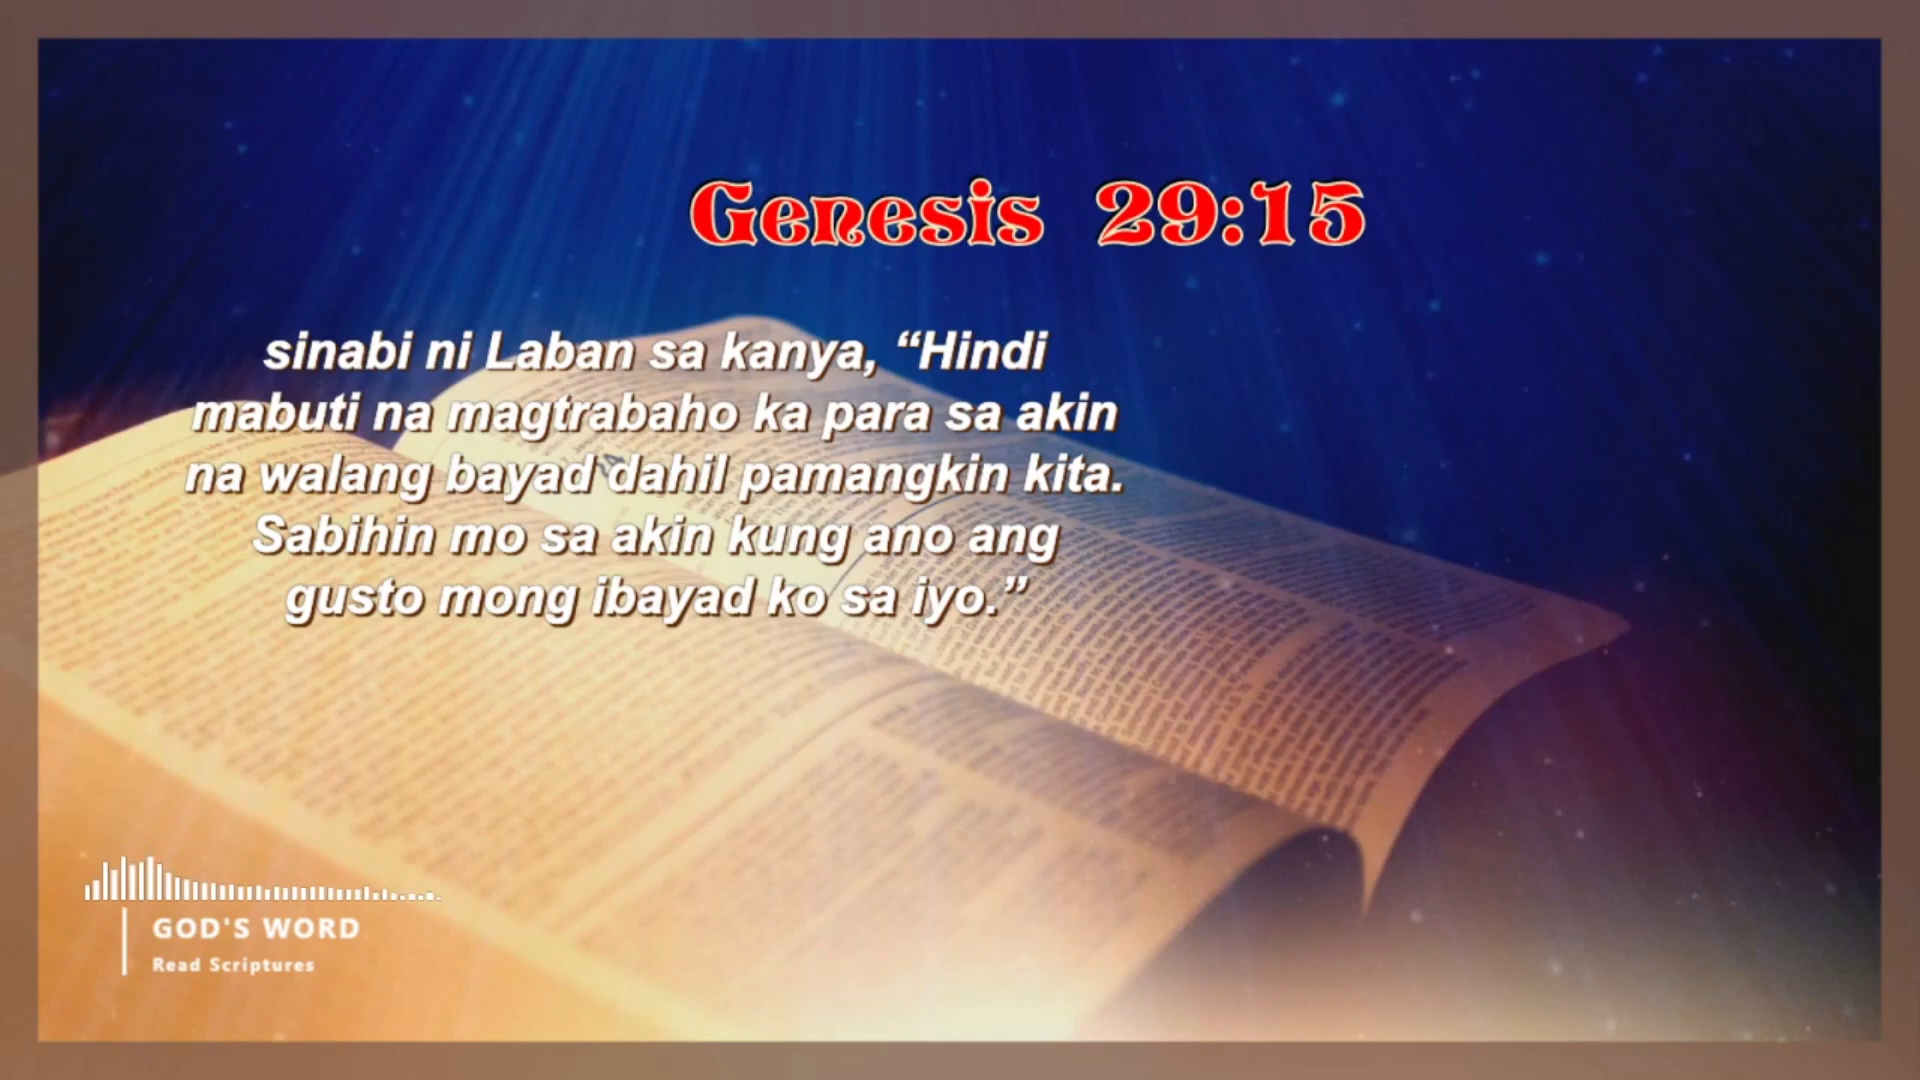 Genesis 29:15
sinabi ni Laban sa kanya, “Hindi
mabuti na magtrabaho ka para sa akin
na walang bayad dahil pamangkin kita.
Sabihin mo sa akin kung ano ang
gusto mong ibayad ko sa iyo.”
GOD'S WORD
Read Scriptures